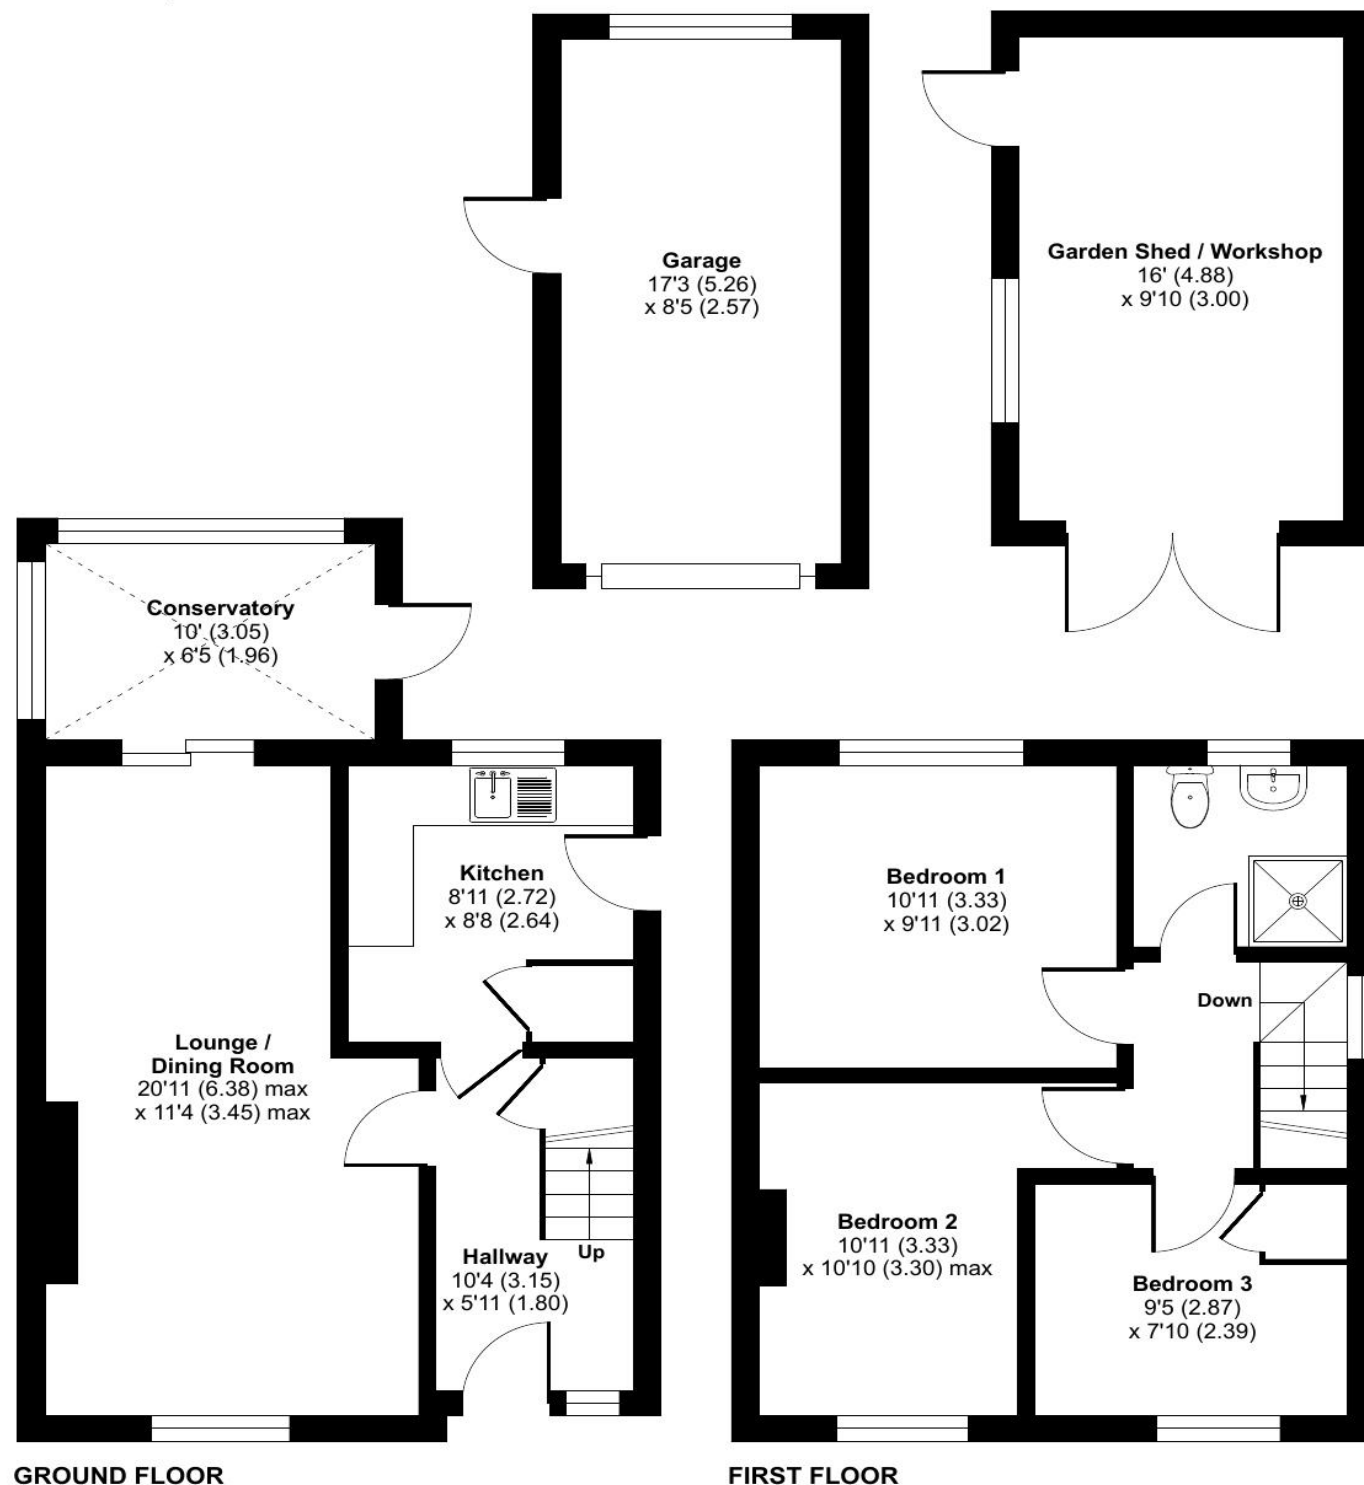 Garage
17'3 (5.26)
x 8'5 (2.57)
Garden Shed / Workshop
16' (4.88)
x 9'10 (3.00)
Conservatory
10' (3.05)
x 6'5 (1.96)
Kitchen
8'11 (2.72)
x 8'8 (2.64)
Lounge /
Dining Room
20'11 (6.38) max
x 11'4 (3.45) max
Hallway
10'4 (3.15)
x 5'11 (1.80)
Up
Bedroom 1
10'11 (3.33)
x 9'11 (3.02)
Down
Bedroom 2
10'11 (3.33)
x 10'10 (3.30) max
Bedroom 3
9'5 (2.87)
x 7'10 (2.39)
GROUND FLOOR
FIRST FLOOR